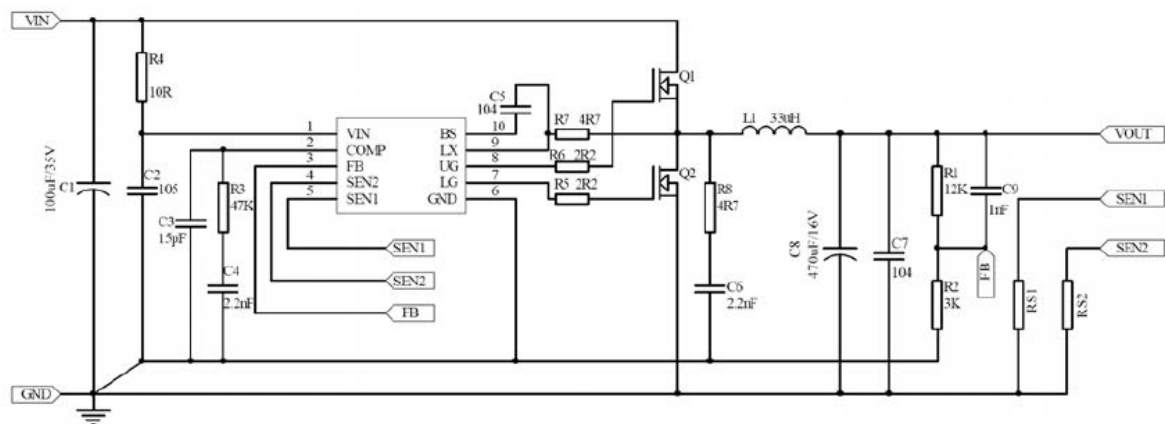 VIN
R4
10R
100uF/35V
C1
C2
105
C3
15pF
R3
47K
C4
2.2nF
1
2
3
4
5
VIN
COMP
FB
SEN2
SEN1
BS
LX
UG
LG
GND
10
9
8
7
6
SEN1
SEN2
FB
C5
104
R7 4R7
R6 2R2
R5 2R2
Q1
Q2
L1 33uH
R8
4R7
C6
2.2nF
C8
470uF/16V
C7
104
R1
12K
C9
1nF
FB
R2
3K
VOUT
SEN1
SEN2
RS1
RS2
GND